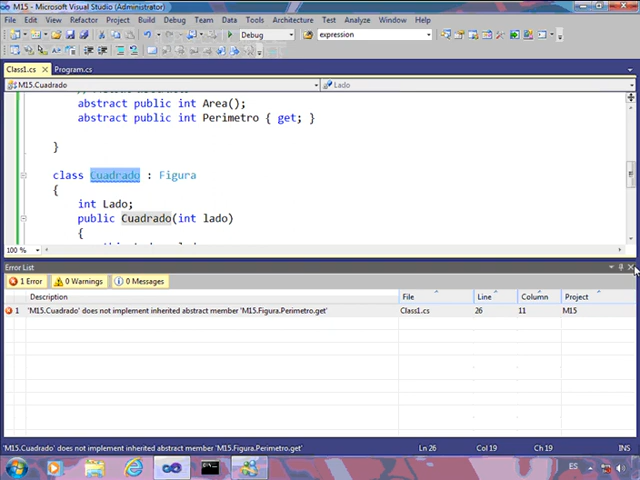 M15 - Microsoft Visual Studio (Administrator)
File Edit View Refactor Project Build Debug Team Data Tools Architecture Test Analyze Window Help
Debug expression
Class1.cs Program.cs
M15.Cuadrado Lado
abstract public int Area();
abstract public int Perimetro { get; }
}
class Cuadrado : Figura
{
int Lado;
public Cuadrado(int lado)
{
100 %
Error List
1 Error 0 Warnings 0 Messages
Description File Line Column Project
1 'M15.Cuadrado' does not implement inherited abstract member 'M15.Figura.Perimetro.get' Class1.cs 26 11 M15
'M15.Cuadrado' does not implement inherited abstract member 'M15.Figura.Perimetro.get' Ln 26 Col 19 Ch 19 INS
ES